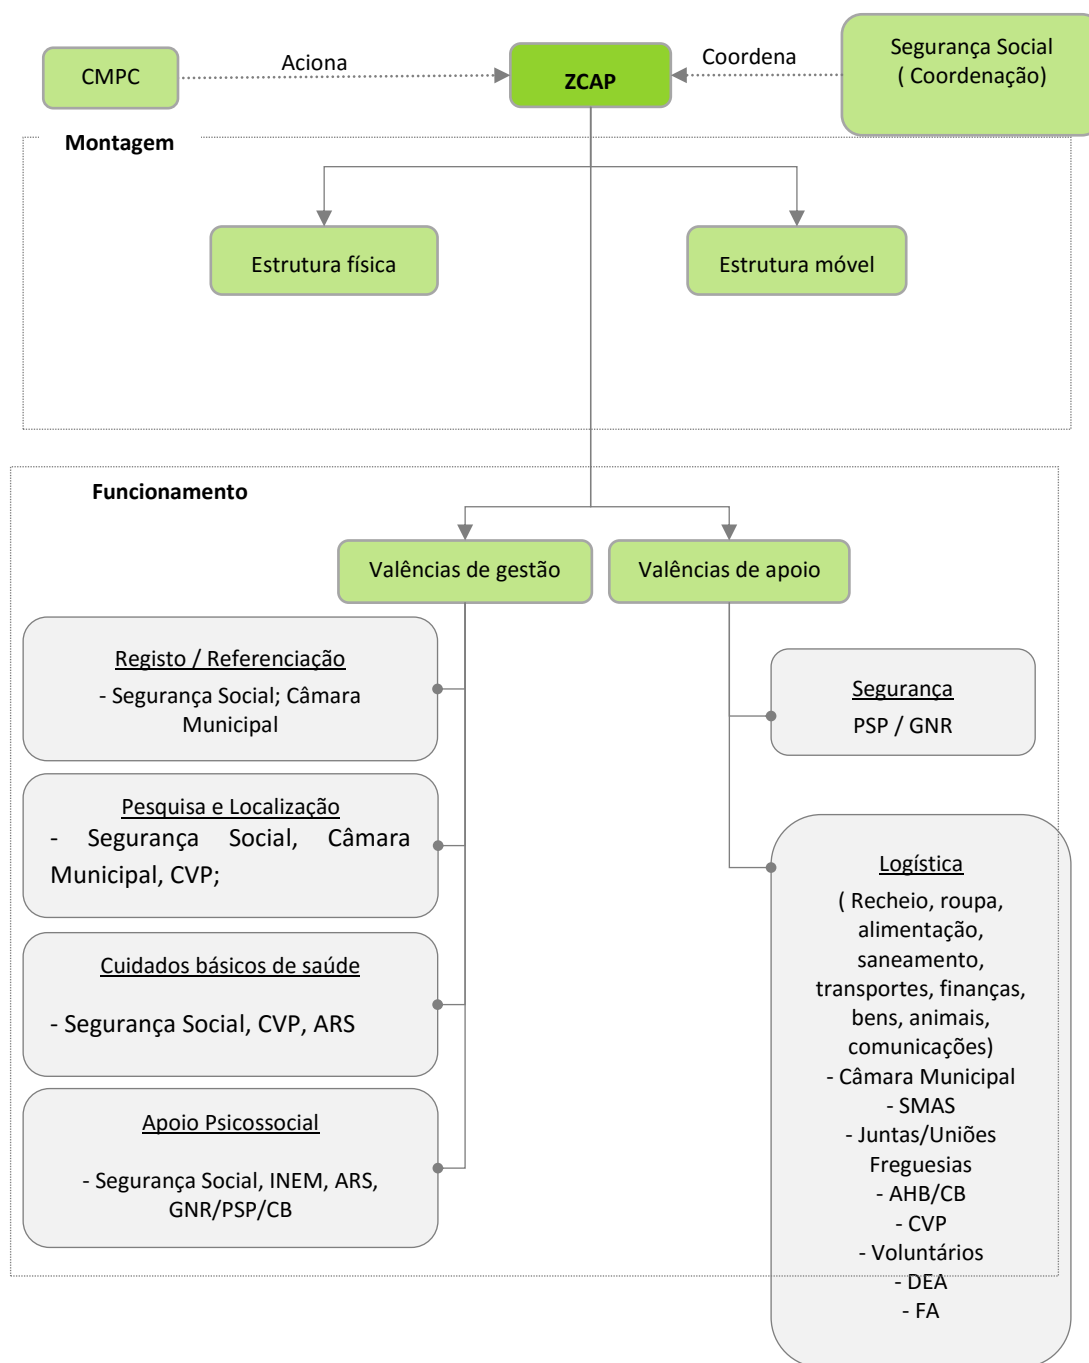 CMPC
Aciona
ZCAP
Coordena
Segurança Social
( Coordenação)
Montagem
Estrutura física
Estrutura móvel
Funcionamento
Valências de gestão
Valências de apoio
Registo / Referenciação
- Segurança Social; Câmara
Municipal
Pesquisa e Localização
- Segurança Social, Câmara
Municipal, CVP;
Cuidados básicos de saúde
- Segurança Social, CVP, ARS
Apoio Psicossocial
- Segurança Social, INEM, ARS,
GNR/PSP/CB
Segurança
PSP / GNR
Logística
( Recheio, roupa,
alimentação,
saneamento,
transportes, finanças,
bens, animais,
comunicações)
- Câmara Municipal
- SMAS
- Juntas/Uniões
Freguesias
- AHB/CB
- CVP
- Voluntários
- DEA
- FA